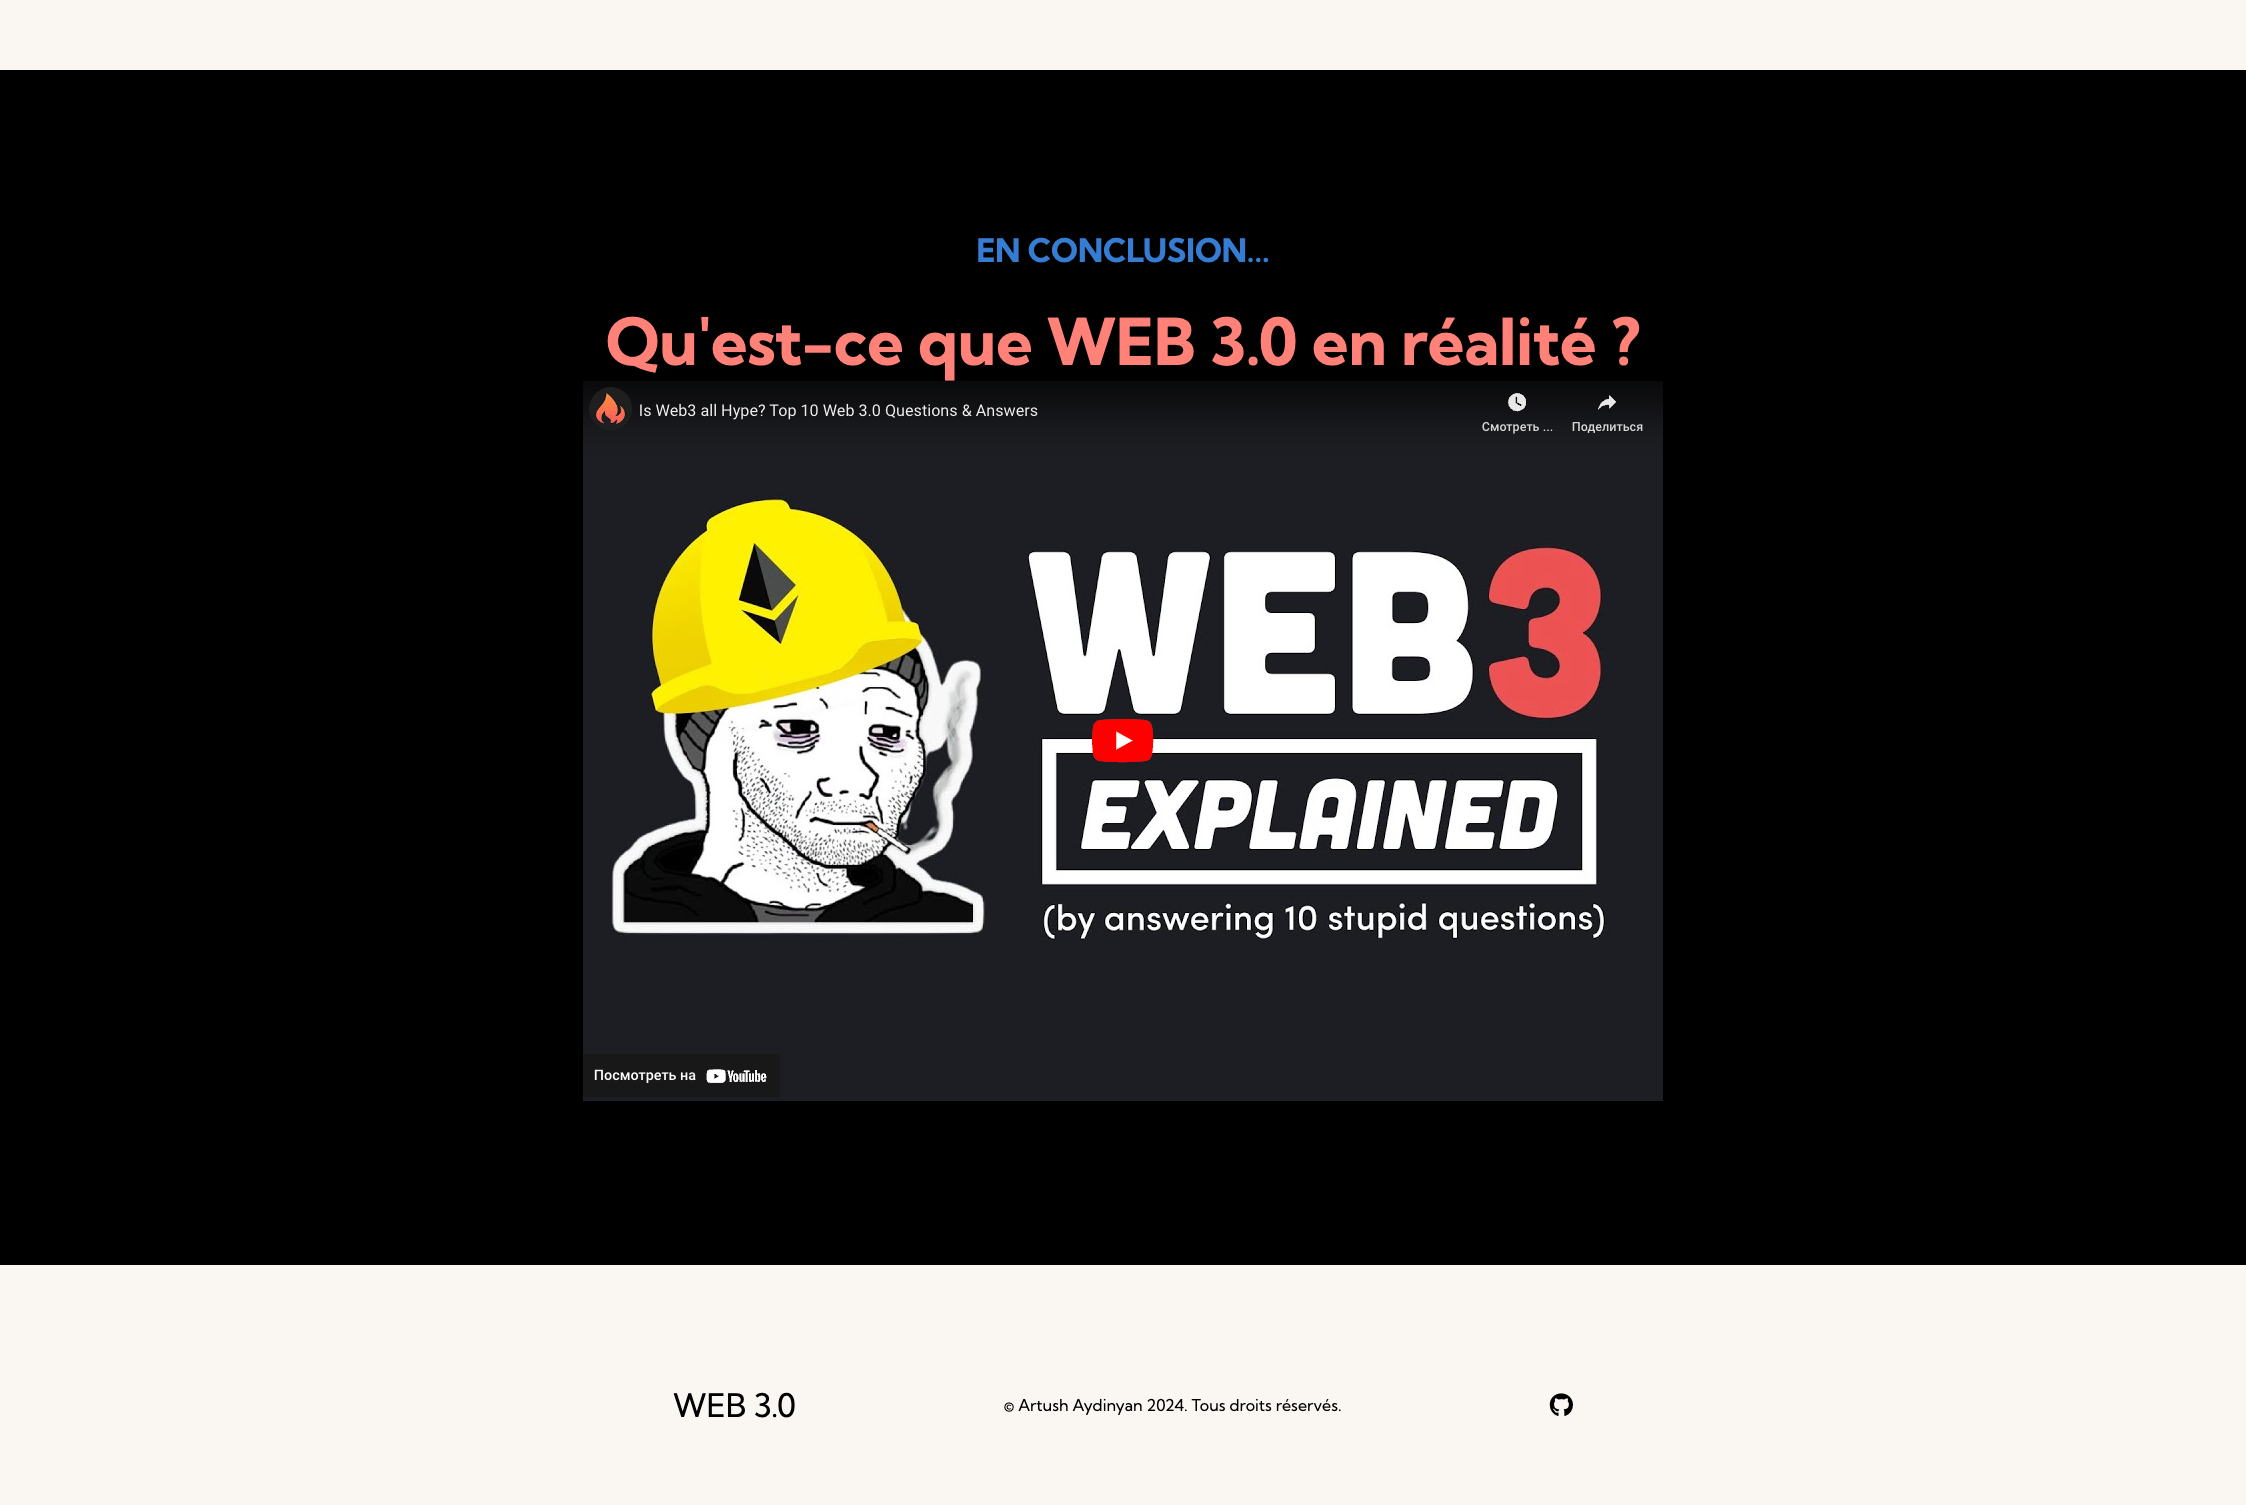 EN CONCLUSION...
Qu'est-ce que WEB 3.0 en réalité ?
Is Web3 all Hype? Top 10 Web 3.0 Questions & Answers
Смотреть ...
Поделиться
WEB3
EXPLAINED
(by answering 10 stupid questions)
Посмотреть на YouTube
WEB 3.0
© Artush Aydinyan 2024. Tous droits réservés.